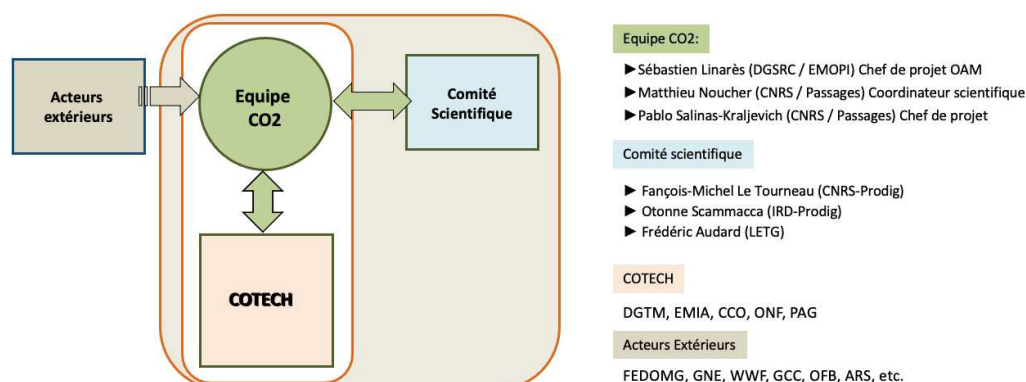 Acteurs
extérieurs
Equipe
CO2
Comité
Scientifique
COTECH
Equipe CO2:
►Sébastien Linarès (DGSRC / EMOPI) Chef de projet OAM
►Matthieu Noucher (CNRS / Passages) Coordinateur scientifique
►Pablo Salinas-Kraljevich (CNRS / Passages) Chef de projet
Comité scientifique
► Fançois-Michel Le Tourneau (CNRS-Prodig)
► Otonne Scammacca (IRD-Prodig)
► Frédéric Audard (LETG)
COTECH
DGTM, EMIA, CCO, ONF, PAG
Acteurs Extérieurs
FEDOMG, GNE, WWF, GCC, OFB, ARS, etc.